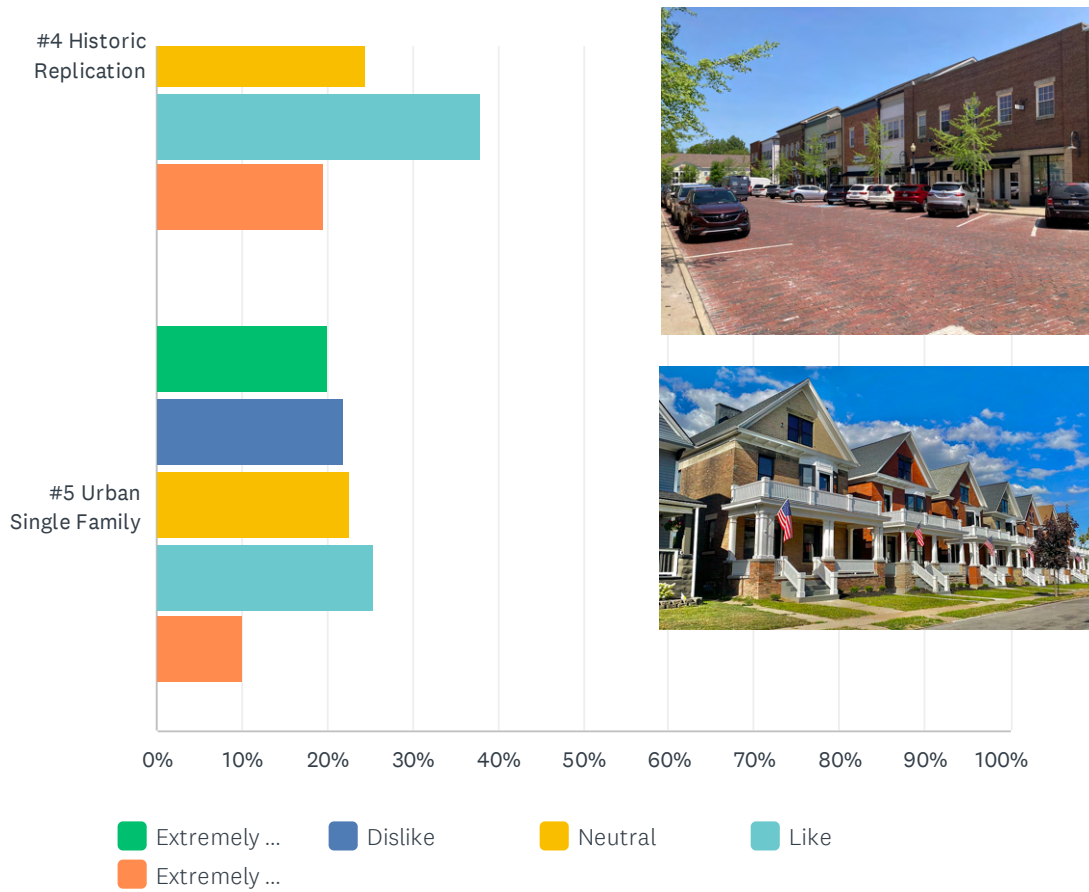 #4 Historic
Replication
#5 Urban
Single Family
0% 10% 20% 30% 40% 50% 60% 70% 80% 90% 100%
Extremely ... Dislike Neutral Like
Extremely ...